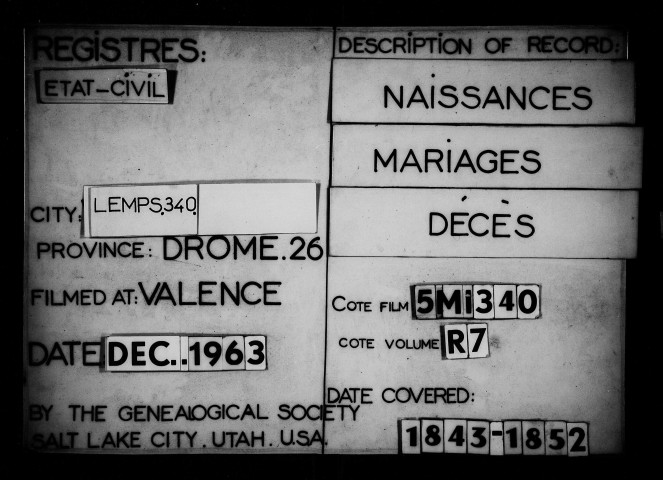 REGiSTRES:
ETAT-CiViL
CITY: LEMPS.340.
PROVINCE: DROME.26
FILMED AT: VALENCE
DATE DEC..1963
BY THE GENEALOGICAL SOCIETY
SALT LAKE CITY. UTAH. U.S.A.
DESCRiPTiON OF RECORD:
NAiSSANCES
MARiAGES
DÉCÈS
COTE FILM 5Mi340
COTE VOLUME R7
DATE COVERED:
1843-1852